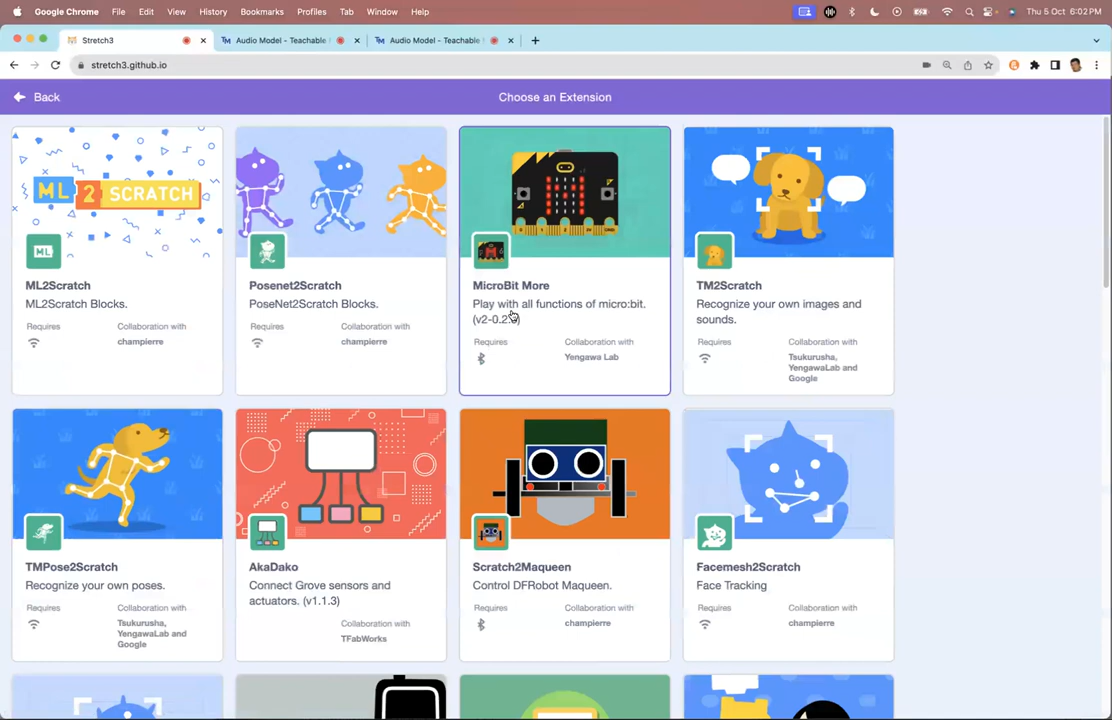 Google Chrome File Edit View History Bookmarks Profiles Tab Window Help Thu 5 Oct 6:02 PM
Stretch3 Audio Model - Teachable Audio Model - Teachable
stretch3.github.io
Back
Choose an Extension
ML 2 SCRATCH
ML
ML2Scratch
ML2Scratch Blocks.
Requires Collaboration with
champierre
Posenet2Scratch
PoseNet2Scratch Blocks.
Requires Collaboration with
champierre
MicroBit More
Play with all functions of micro:bit.
Requires Collaboration with
Yengawa Lab
TM2Scratch
Recognize your own images and
sounds.
Requires Collaboration with
Tsukurusha,
YengawaLab and
Google
TMPose2Scratch
Recognize your own poses.
Requires Collaboration with
Tsukurusha,
YengawaLab and
Google
AkaDako
Connect Grove sensors and
actuators. (v1.1.3)
Collaboration with
TFabWorks
Scratch2Maqueen
Control DFRobot Maqueen.
Requires Collaboration with
champierre
Facemesh2Scratch
Face Tracking
Requires Collaboration with
champierre